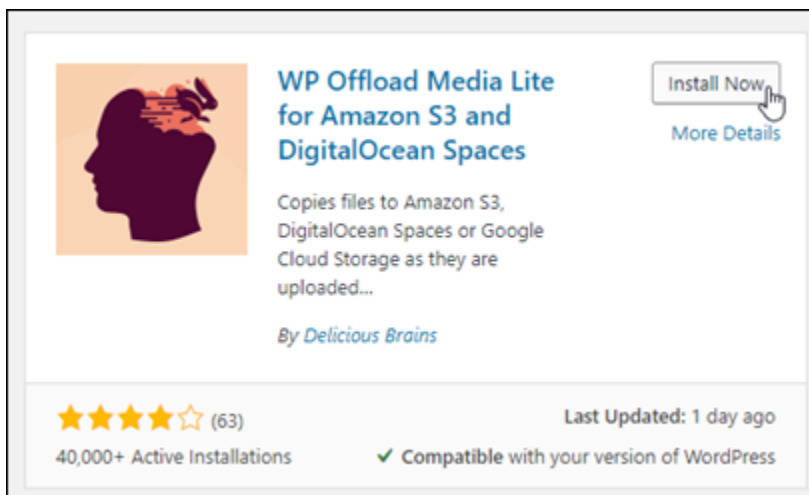 WP Offload Media Lite
for Amazon S3 and
DigitalOcean Spaces
Install Now
More Details
Copies files to Amazon S3,
DigitalOcean Spaces or Google
Cloud Storage as they are
uploaded...
By Delicious Brains
(63)
Last Updated: 1 day ago
40,000+ Active Installations
✔ Compatible with your version of WordPress